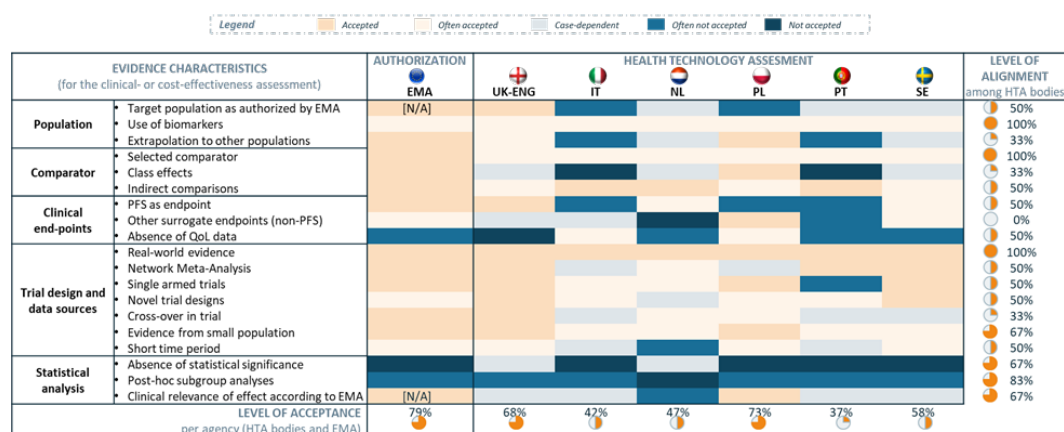 Legend Accepted Often accepted Case-dependent Often not accepted Not accepted
EVIDENCE CHARACTERISTICS AUTHORIZATION HEALTH TECHNOLOGY ASSESMENT LEVEL OF
(for the clinical- or cost-effectiveness assessment) EMA UK-ENG IT NL PL PT SE ALIGNMENT
among HTA bodies
Population
• Target population as authorized by EMA [N/A] 50%
• Use of biomarkers 100%
• Extrapolation to other populations 33%
Comparator
• Selected comparator 100%
• Class effects 33%
• Indirect comparisons 50%
Clinical
end-points
• PFS as endpoint 50%
• Other surrogate endpoints (non-PFS) 0%
• Absence of QoL data 50%
Trial design and
data sources
• Real-world evidence 100%
• Network Meta-Analysis 50%
• Single armed trials 50%
• Novel trial designs 50%
• Cross-over in trial 33%
• Evidence from small population 67%
• Short time period 50%
Statistical
analysis
• Absence of statistical significance 67%
• Post-hoc subgroup analyses 83%
• Clinical relevance of effect according to EMA [N/A] 67%
LEVEL OF ACCEPTANCE 79% 68% 42% 47% 73% 37% 58%
per agency (HTA bodies and EMA)